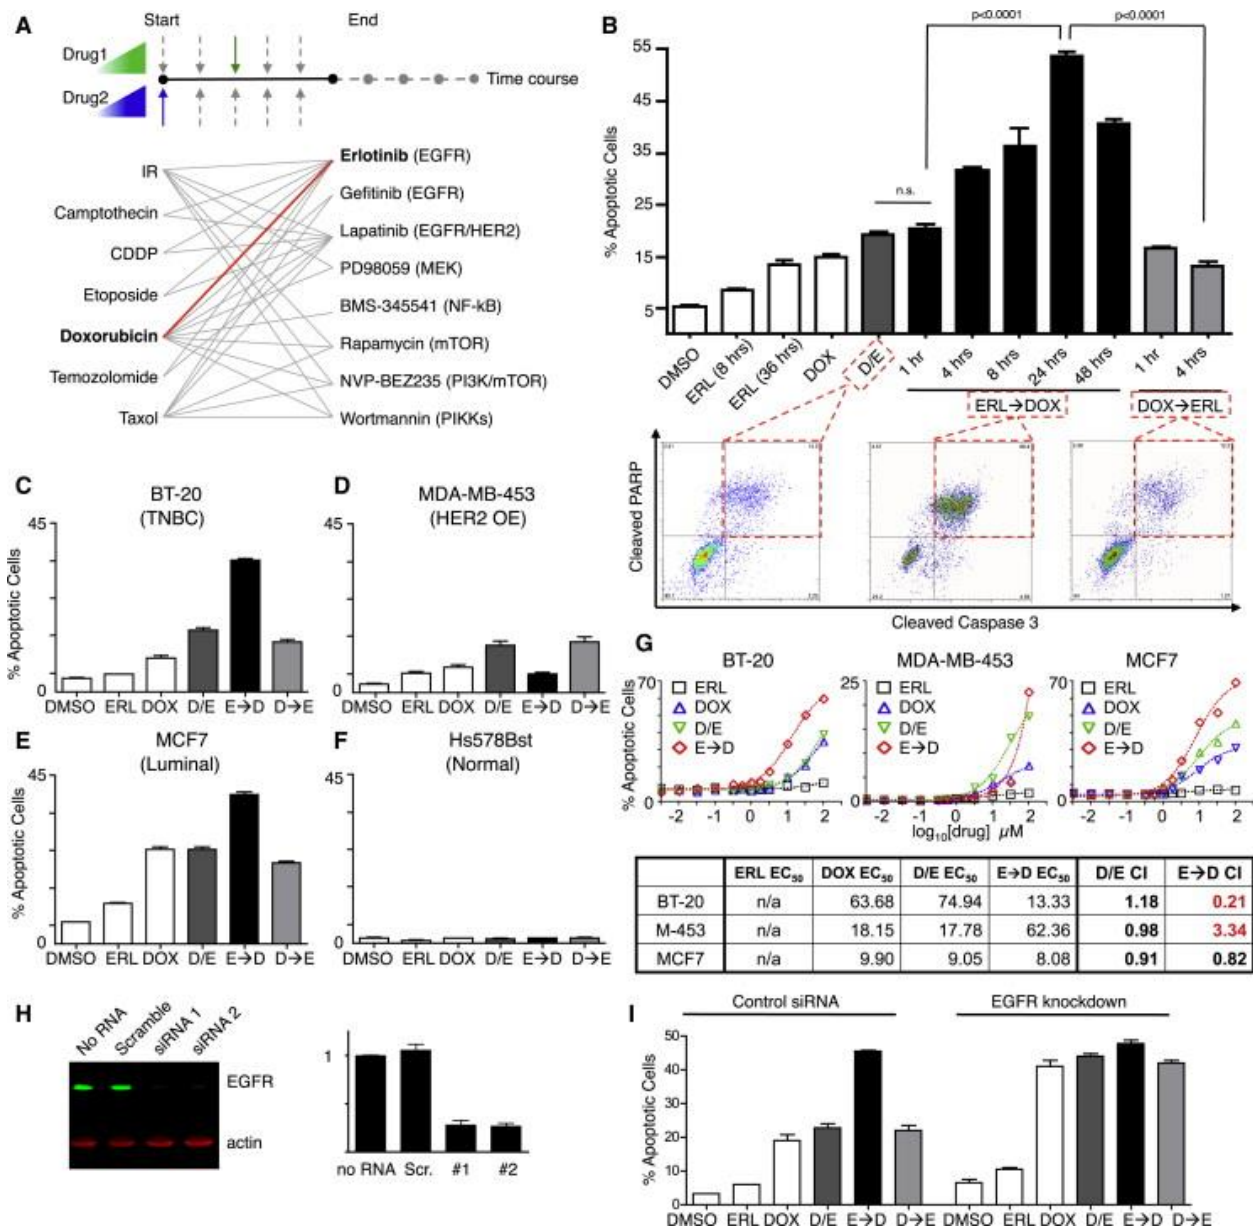 A
Start
End
Drug1
Drug2
Time course
IR
Camptothecin
CDDP
Etoposide
Doxorubicin
Temozolomide
Taxol
Erlotinib (EGFR)
Gefitinib (EGFR)
Lapatinib (EGFR/HER2)
PD98059 (MEK)
BMS-345541 (NF-kB)
Rapamycin (mTOR)
NVP-BEZ235 (PI3K/mTOR)
Wortmannin (PIKKs)
B
p<0.0001
p<0.0001
n.s.
% Apoptotic Cells
55
45
35
25
15
5
DMSO
ERL (8 hrs)
ERL (36 hrs)
DOX
D/E
1 hr
4 hrs
8 hrs
24 hrs
48 hrs
1 hr
4 hrs
ERL→DOX
DOX→ERL
Cleaved PARP
Cleaved Caspase 3
C
BT-20
(TNBC)
45
0
% Apoptotic Cells
DMSO ERL DOX D/E E→D D→E
D
MDA-MB-453
(HER2 OE)
45
0
DMSO ERL DOX D/E E→D D→E
E
MCF7
(Luminal)
45
0
% Apoptotic Cells
DMSO ERL DOX D/E E→D D→E
F
Hs578Bst
(Normal)
45
0
DMSO ERL DOX D/E E→D D→E
G
BT-20
70
0
% Apoptotic Cells
ERL
DOX
D/E
E→D
-2 -1 0 1 2
MDA-MB-453
25
0
ERL
DOX
D/E
E→D
-2 -1 0 1 2
log10[drug] µM
MCF7
70
0
ERL
DOX
D/E
E→D
-2 -1 0 1 2
ERL EC50 DOX EC50 D/E EC50 E→D EC50 D/E CI E→D CI
BT-20 n/a 63.68 74.94 13.33 1.18 0.21
M-453 n/a 18.15 17.78 62.36 0.98 3.34
MCF7 n/a 9.90 9.05 8.08 0.91 0.82
H
No RNA
Scramble
siRNA 1
siRNA 2
EGFR
actin
1
no RNA Scr. #1 #2
I
Control siRNA
EGFR knockdown
% Apoptotic Cells
50
40
30
20
10
0
DMSO ERL DOX D/E E→D D→E DMSO ERL DOX D/E E→D D→E